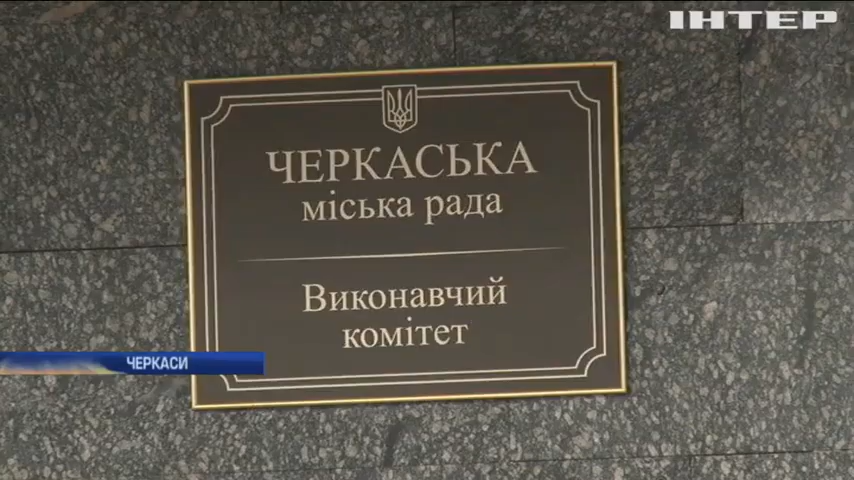 ІНТЕР
ЧЕРКАСЬКА
міська рада
Виконавчий
комітет
ЧЕРКАСИ